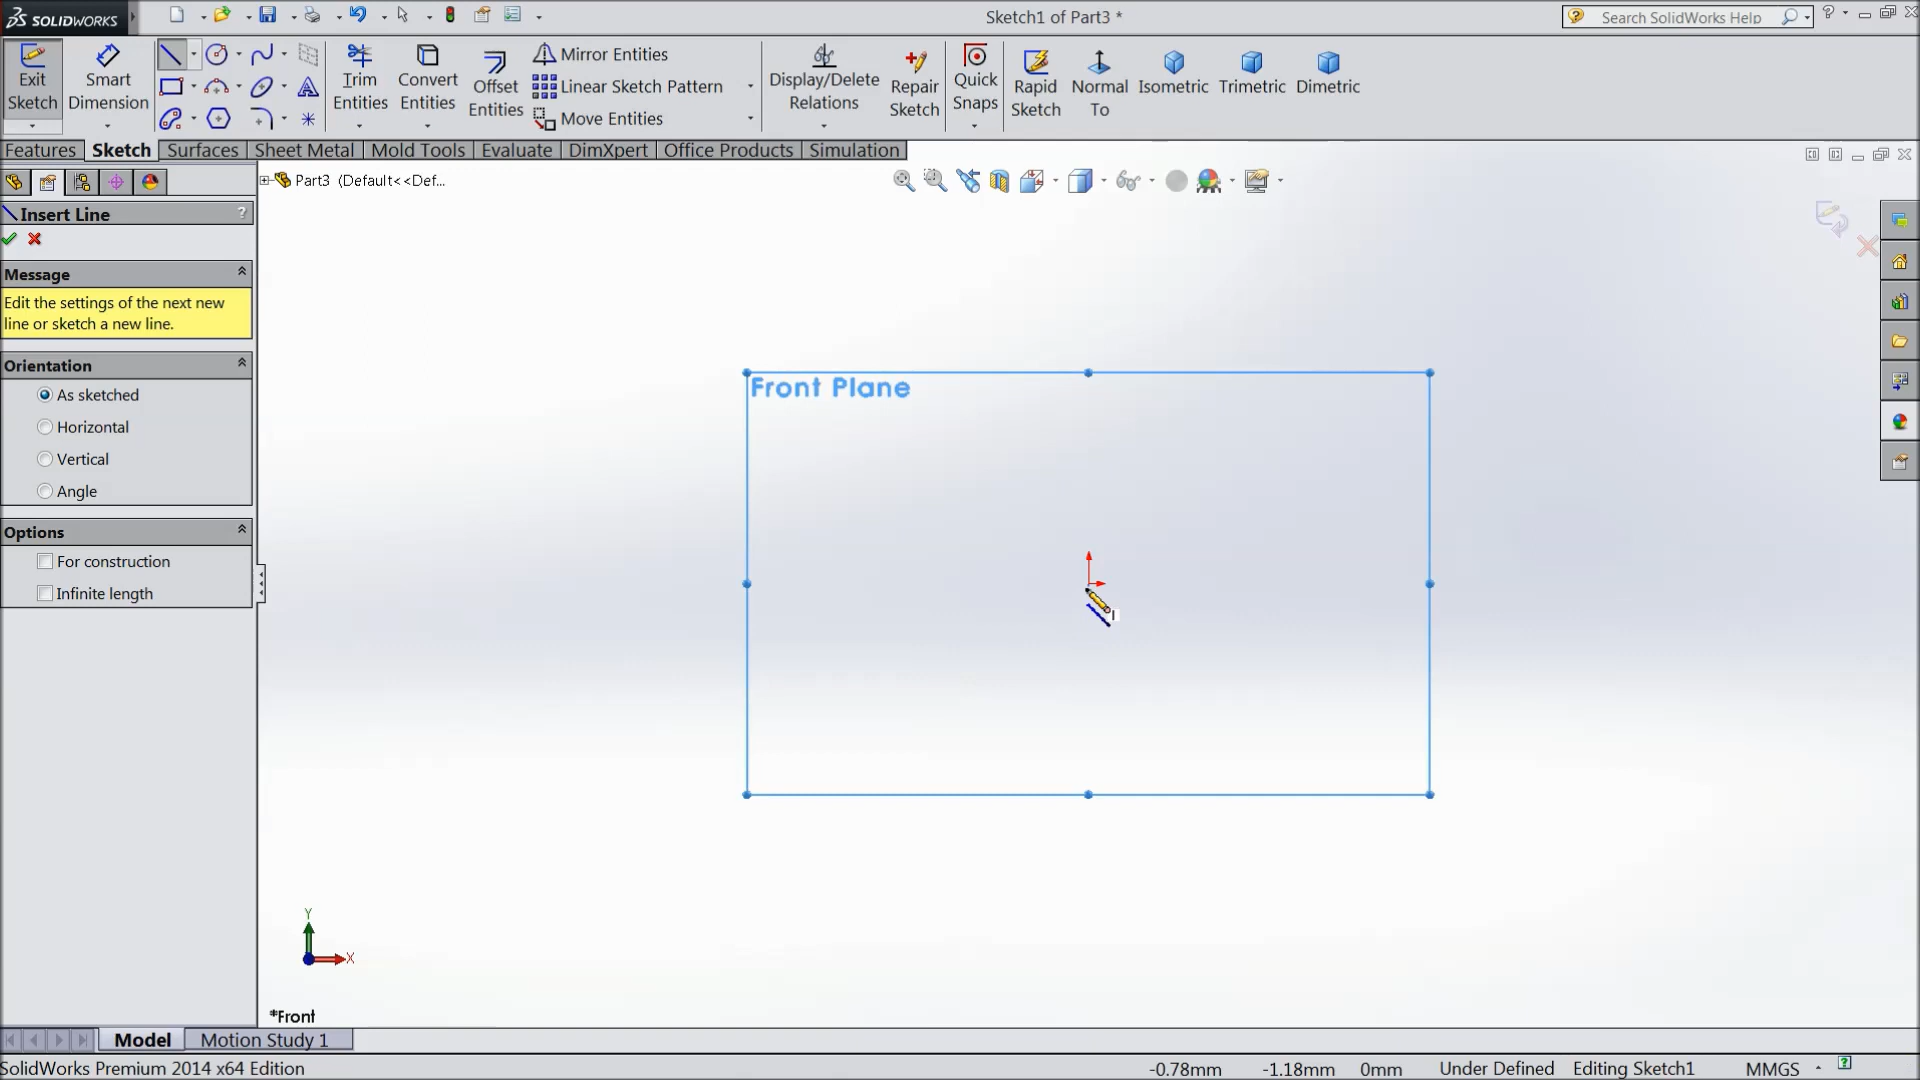 SOLIDWORKS
Sketch1 of Part3 *
Search SolidWorks Help
Exit Sketch
Smart Dimension
Trim Entities
Convert Entities
Offset Entities
Mirror Entities
Linear Sketch Pattern
Move Entities
Display/Delete Relations
Repair Sketch
Quick Snaps
Rapid Sketch
Normal To
Isometric
Trimetric
Dimetric
Features Sketch Surfaces Sheet Metal Mold Tools Evaluate DimXpert Office Products Simulation
Part3 (Default<<Def...
Insert Line ?
Message
Edit the settings of the next new
line or sketch a new line.
Orientation
As sketched
Horizontal
Vertical
Angle
Options
For construction
Infinite length
Front Plane
Y
X
*Front
Model Motion Study 1
SolidWorks Premium 2014 x64 Edition -0.78mm -1.18mm 0mm Under Defined Editing Sketch1 MMGS